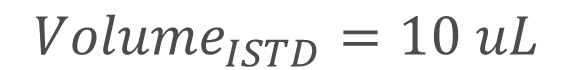 Volume_ISTD = 10 uL